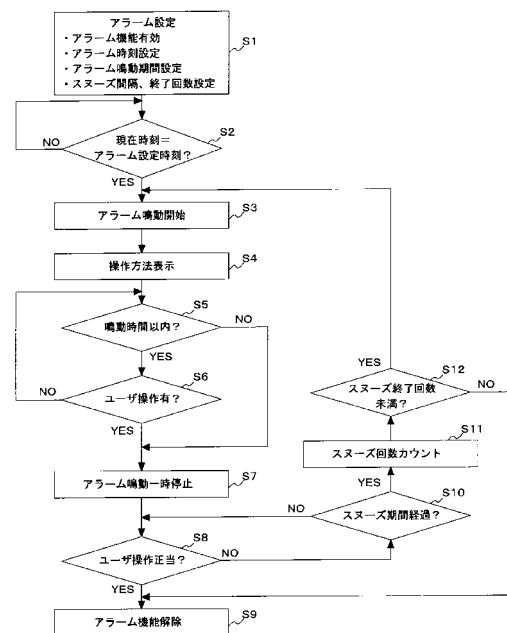 アラーム設定
・アラーム機能有効
・アラーム時刻設定
・アラーム鳴動期間設定
・スヌーズ間隔、終了回数設定
S1
S2
現在時刻＝
アラーム設定時刻？
NO
YES
S3
アラーム鳴動開始
S4
操作方法表示
S5
鳴動時間以内？
NO
YES
S6
ユーザ操作有？
NO
YES
S7
アラーム鳴動一時停止
S8
ユーザ操作正当？
NO
YES
S9
アラーム機能解除
S10
スヌーズ期間経過？
NO
YES
S11
スヌーズ回数カウント
S12
スヌーズ終了回数
未満？
YES
NO